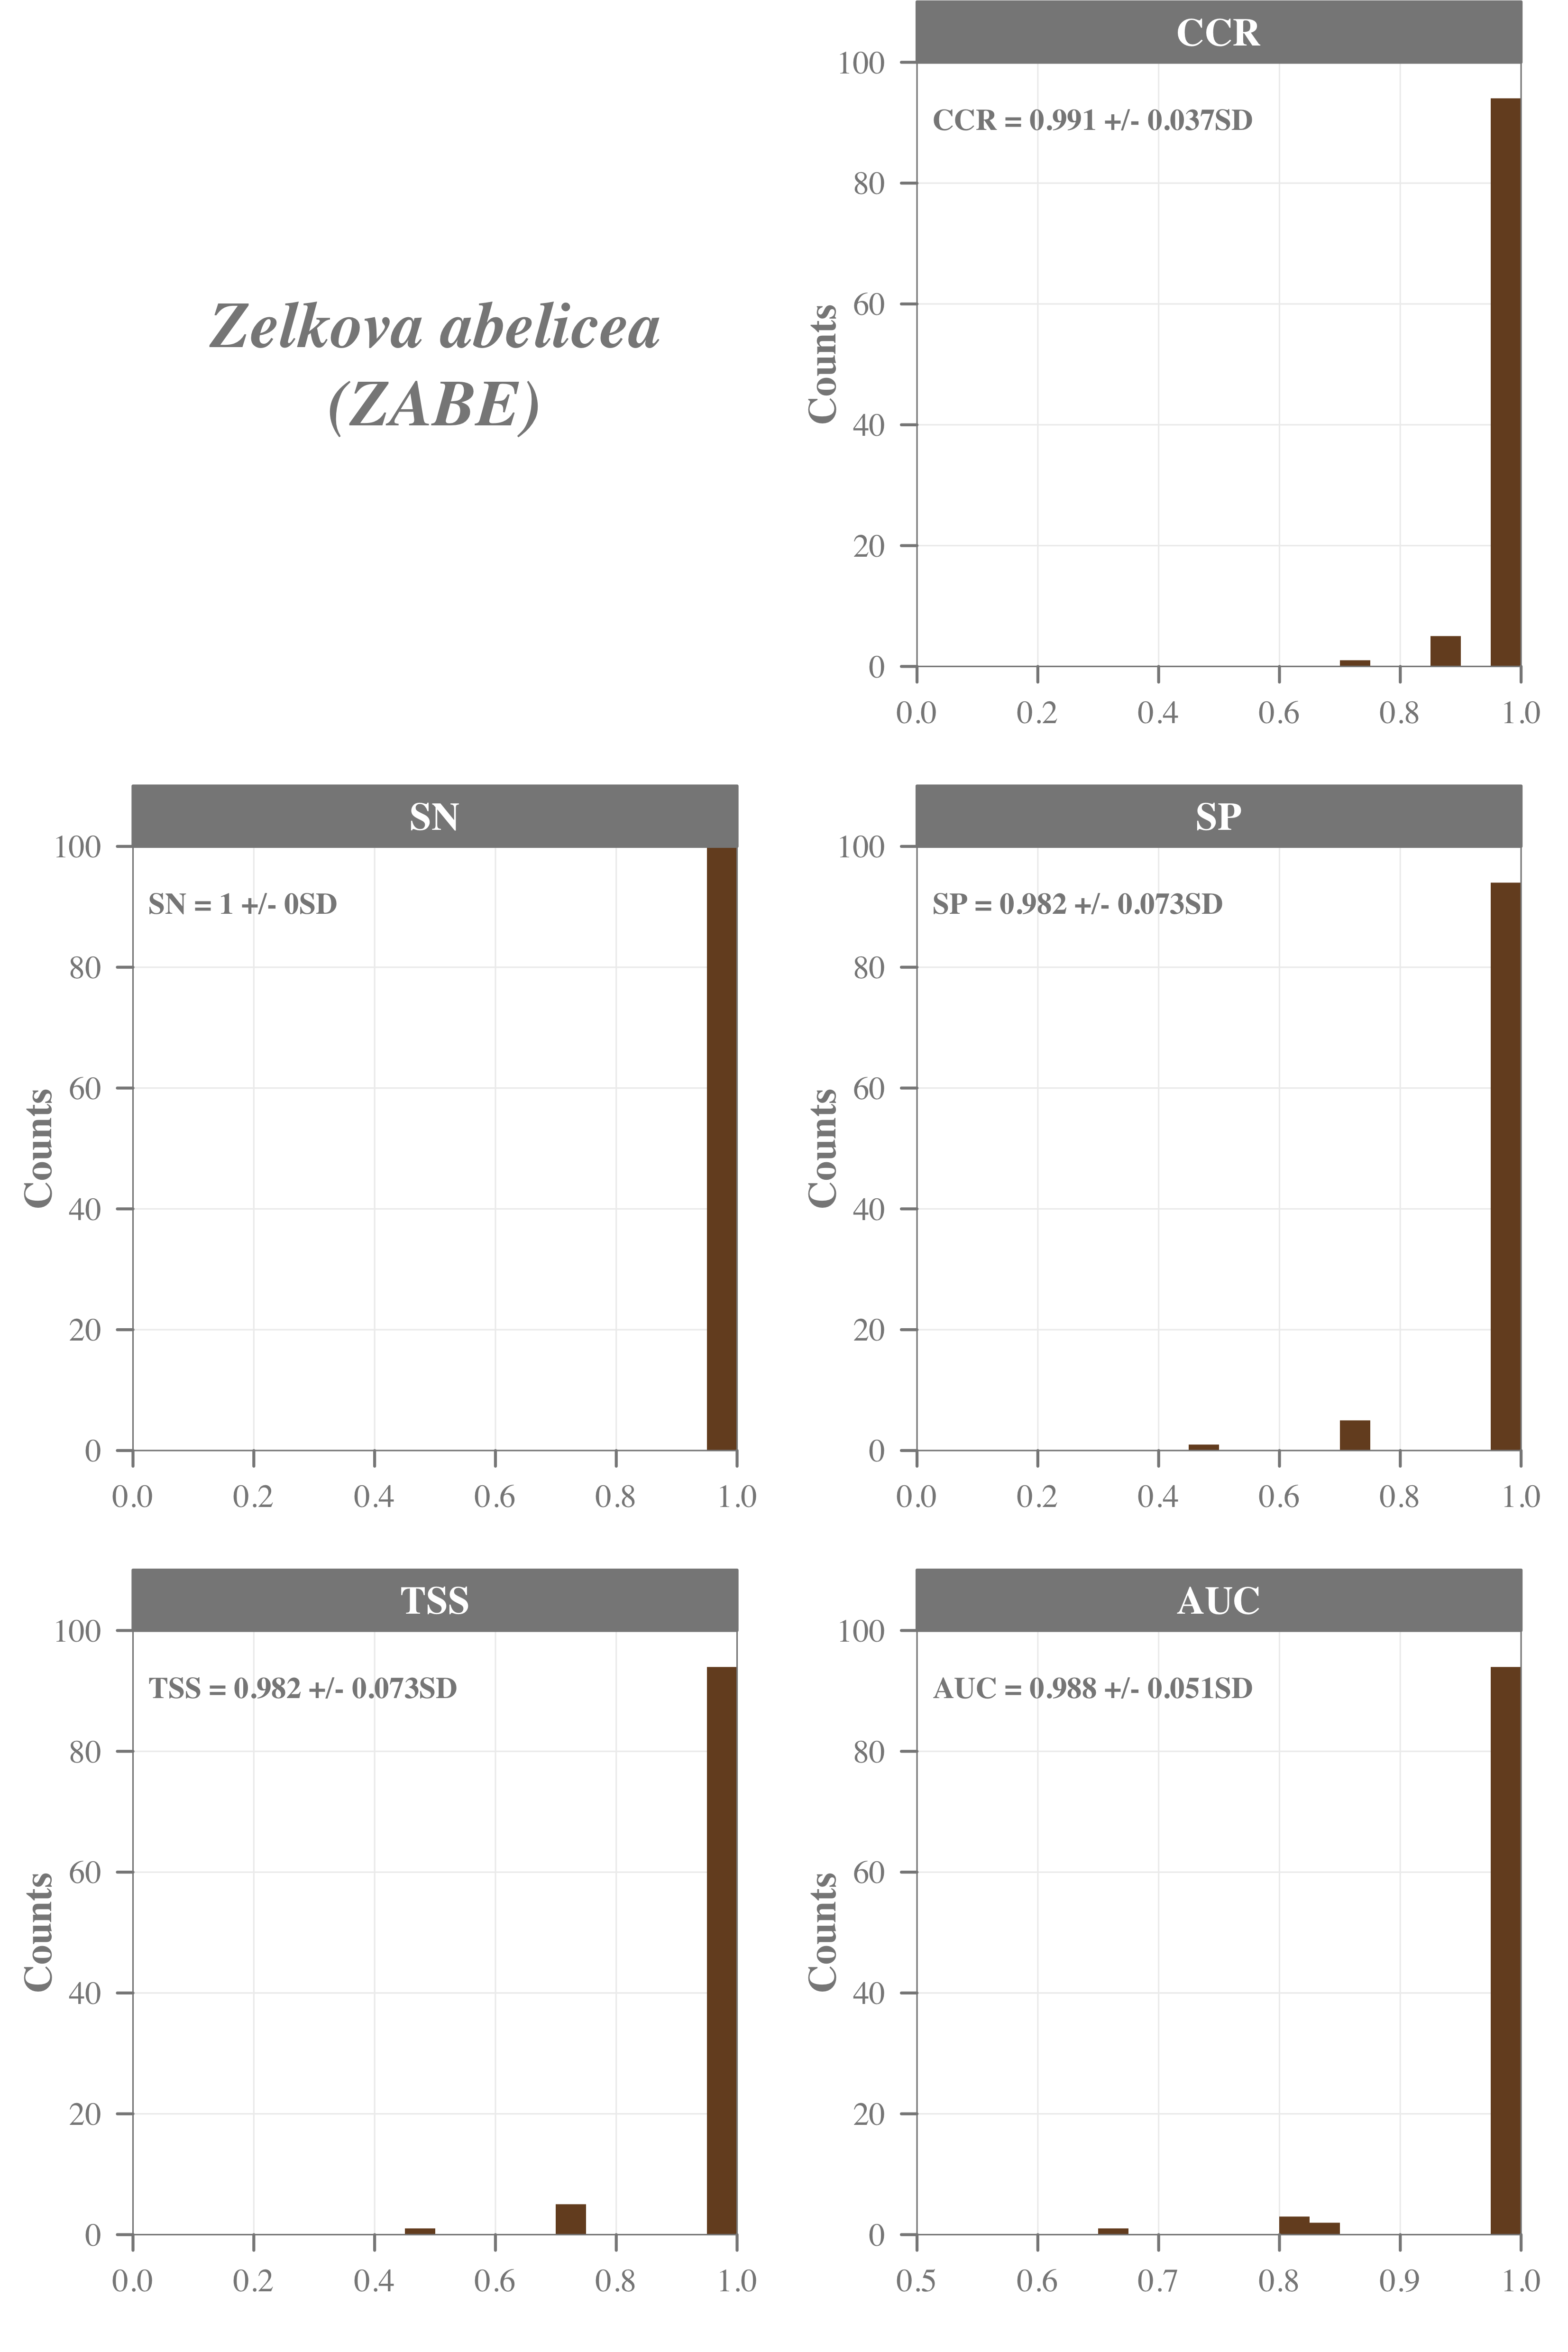 Zelkova abelicea
(ZABE)
CCR
CCR = 0.991 +/- 0.037SD
Counts
100
80
60
40
20
0
0.0 0.2 0.4 0.6 0.8 1.0
SN
SN = 1 +/- 0SD
Counts
100
80
60
40
20
0
0.0 0.2 0.4 0.6 0.8 1.0
SP
SP = 0.982 +/- 0.073SD
Counts
100
80
60
40
20
0
0.0 0.2 0.4 0.6 0.8 1.0
TSS
TSS = 0.982 +/- 0.073SD
Counts
100
80
60
40
20
0
0.0 0.2 0.4 0.6 0.8 1.0
AUC
AUC = 0.988 +/- 0.051SD
Counts
100
80
60
40
20
0
0.5 0.6 0.7 0.8 0.9 1.0